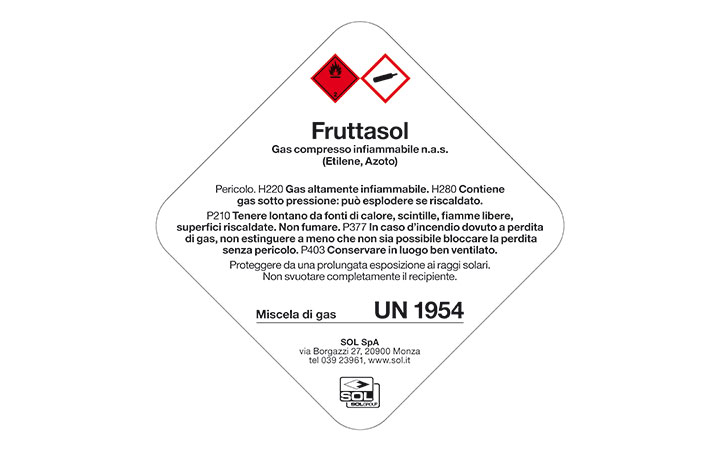 Fruttasol
Gas compresso infiammabile n.a.s.
(Etilene, Azoto)
Pericolo. H220 Gas altamente infiammabile. H280 Contiene
gas sotto pressione: può esplodere se riscaldato.
P210 Tenere lontano da fonti di calore, scintille, fiamme libere,
superfici riscaldate. Non fumare. P377 In caso d’incendio dovuto a perdita
di gas, non estinguere a meno che non sia possibile bloccare la perdita
senza pericolo. P403 Conservare in luogo ben ventilato.
Proteggere da una prolungata esposizione ai raggi solari.
Non svuotare completamente il recipiente.
Miscela di gas UN 1954
SOL SpA
via Borgazzi 27, 20900 Monza
tel 039 23961, www.sol.it
SOL
SOLGROUP